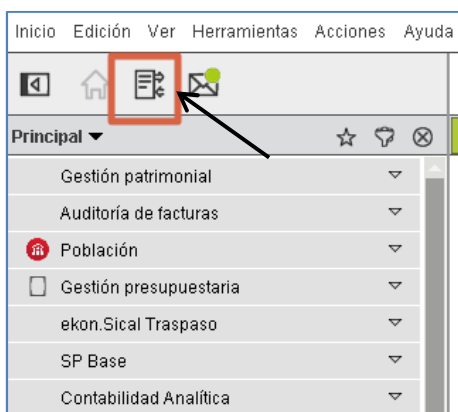 Inicio Edición Ver Herramientas Acciones Ayuda
Principal
Gestión patrimonial
Auditoría de facturas
Población
Gestión presupuestaria
ekon.Sical Traspaso
SP Base
Contabilidad Analítica